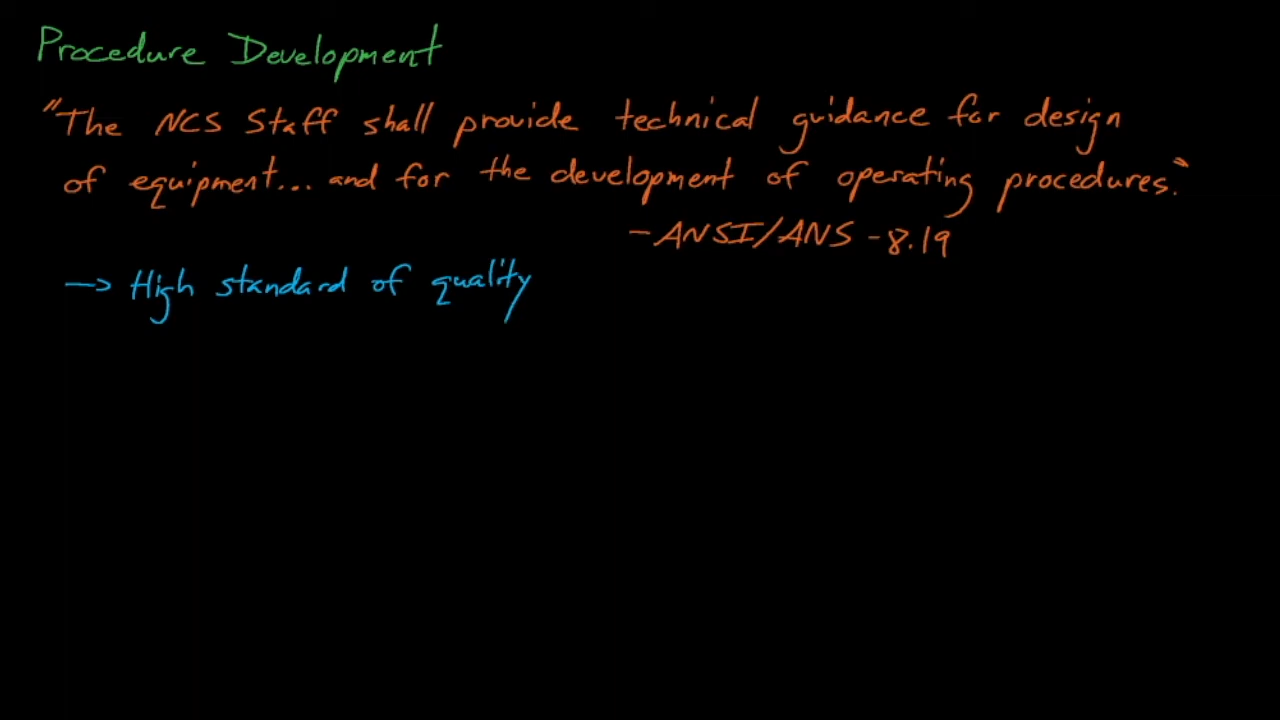 Procedure Development
"The NCS Staff shall provide technical guidance for design
of equipment... and for the development of operating procedures."
- ANSI/ANS - 8.19
→ High standard of quality